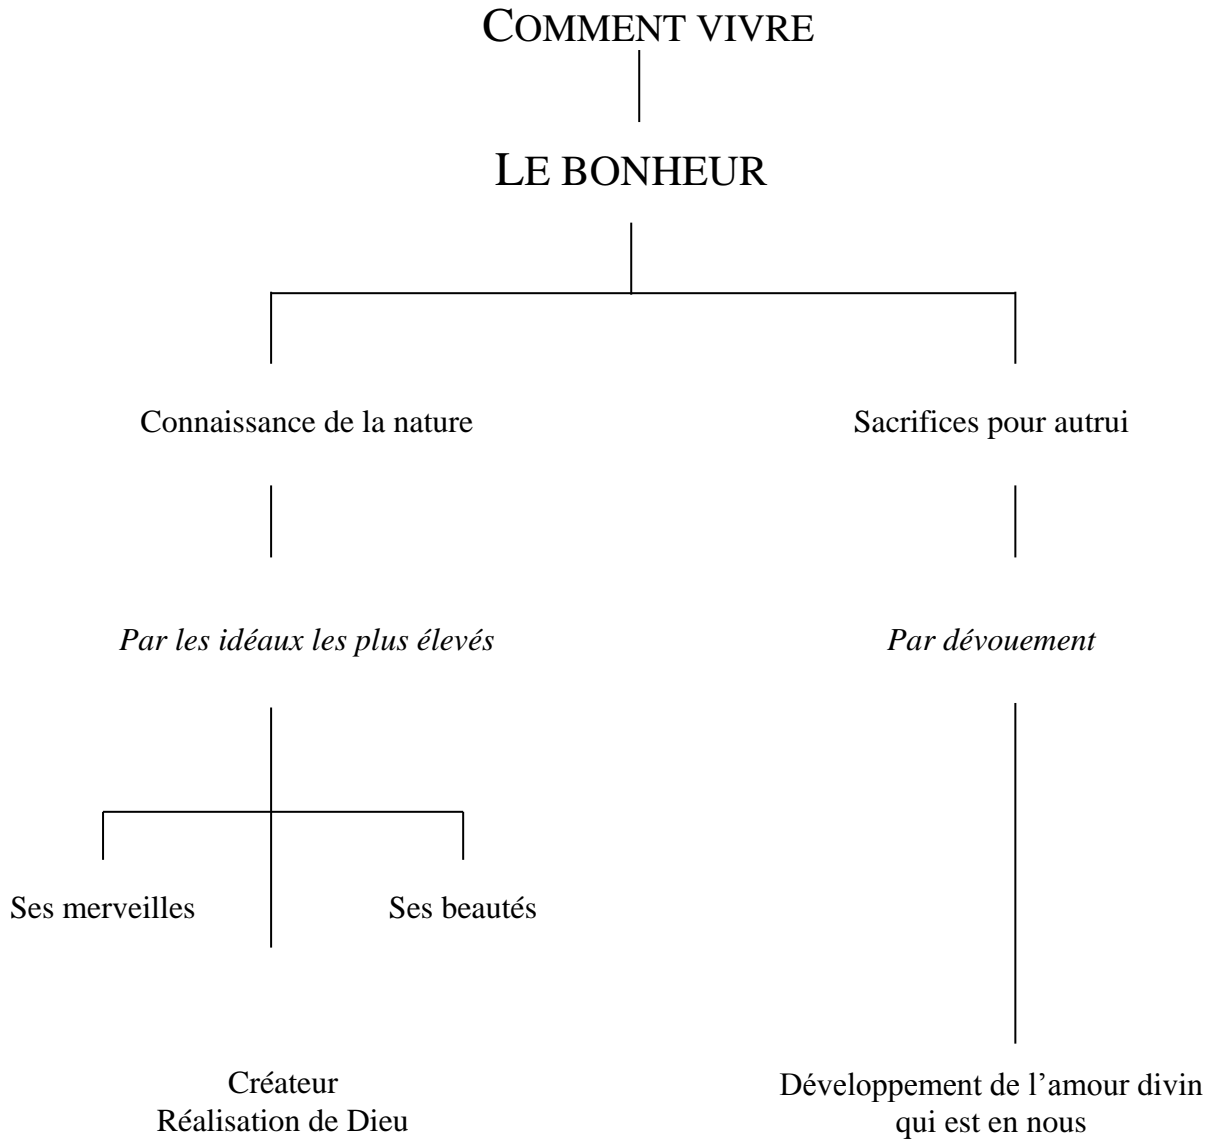 COMMENT VIVRE
LE BONHEUR
Connaissance de la nature
Sacrifices pour autrui
Par les idéaux les plus élevés
Par dévouement
Ses merveilles
Ses beautés
Créateur
Réalisation de Dieu
Développement de l’amour divin
qui est en nous